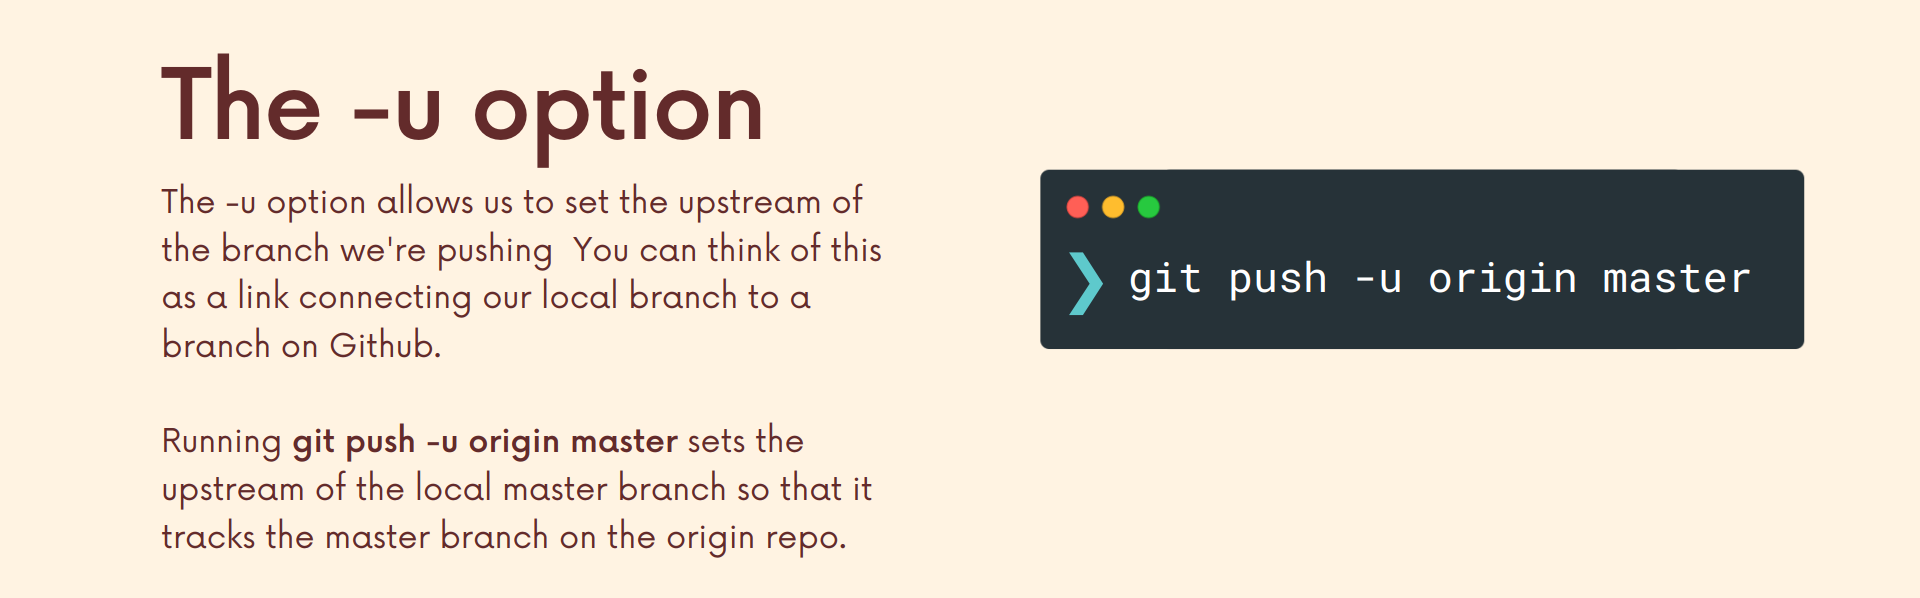 The -u option
The -u option allows us to set the upstream of
the branch we're pushing  You can think of this
as a link connecting our local branch to a
branch on Github.
Running git push -u origin master sets the
upstream of the local master branch so that it
tracks the master branch on the origin repo.
❯ git push -u origin master